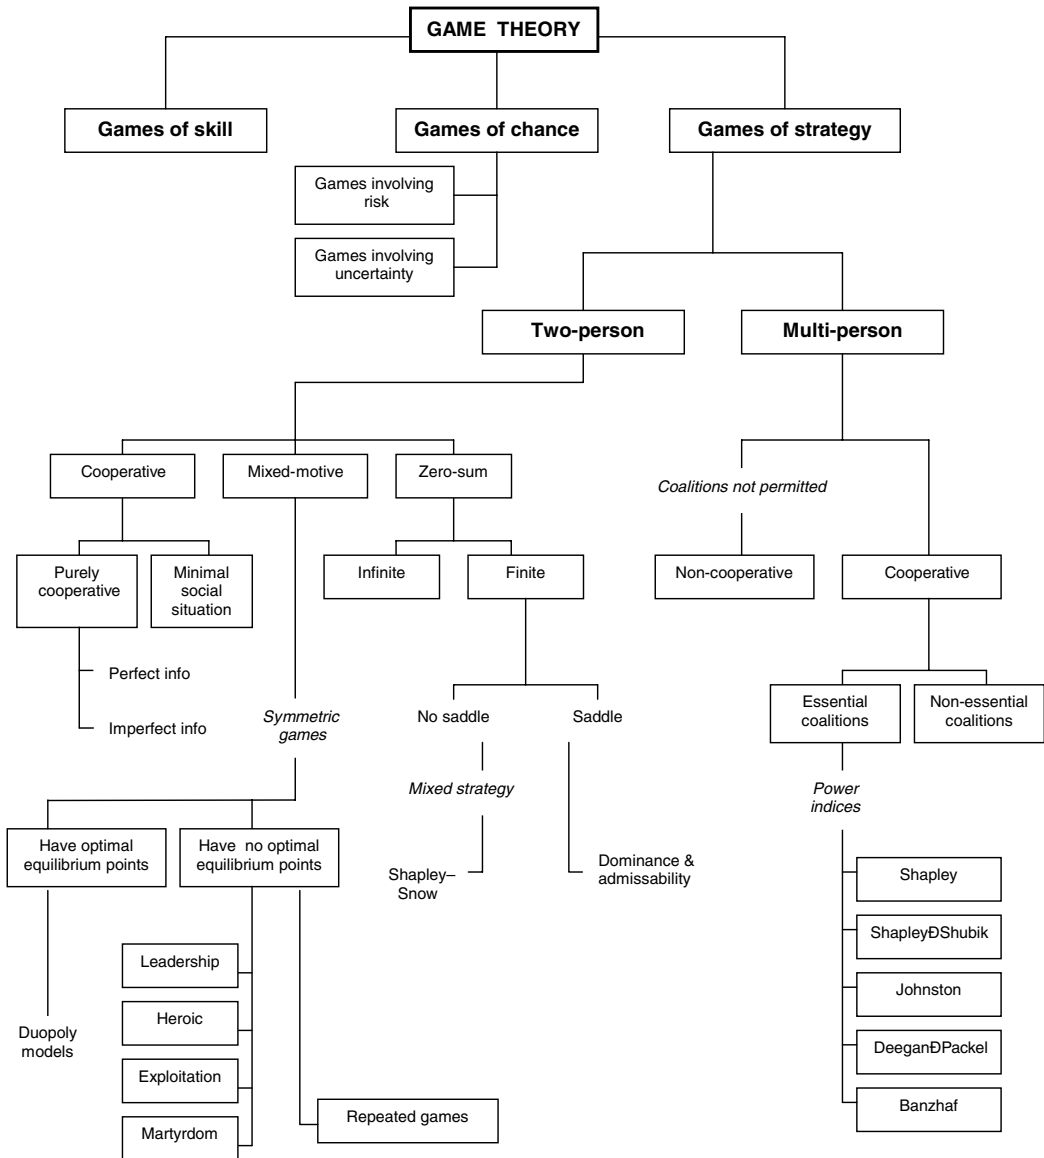 GAME THEORY
Games of skill
Games of chance
Games of strategy
Games involving
risk
Games involving
uncertainty
Two-person
Multi-person
Cooperative
Mixed-motive
Zero-sum
Coalitions not permitted
Purely
cooperative
Minimal
social
situation
Infinite
Finite
Non-cooperative
Cooperative
Perfect info
Imperfect info
Symmetric
games
No saddle
Saddle
Essential
coalitions
Non-essential
coalitions
Mixed strategy
Power
indices
Have optimal
equilibrium points
Have no optimal
equilibrium points
Shapley–
Snow
Dominance &
admissability
Shapley
ShapleyÐShubik
Johnston
DeeganÐPackel
Banzhaf
Leadership
Heroic
Exploitation
Martyrdom
Duopoly
models
Repeated games